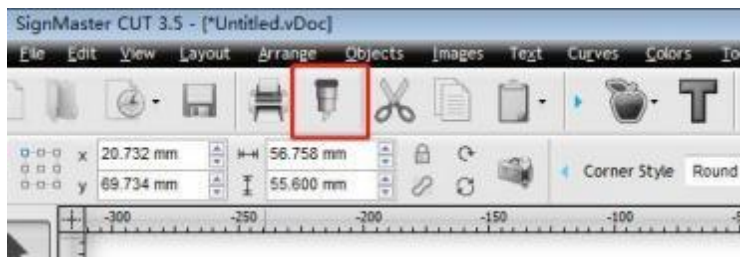 SignMaster CUT 3.5 - [*Untitled.vDoc]
File Edit View Layout Arrange Objects Images Text Curves Colors To
x 20.732 mm 56.758 mm
Corner Style Round
y 69.734 mm 55.600 mm
-300 -250 -200 -150 -100